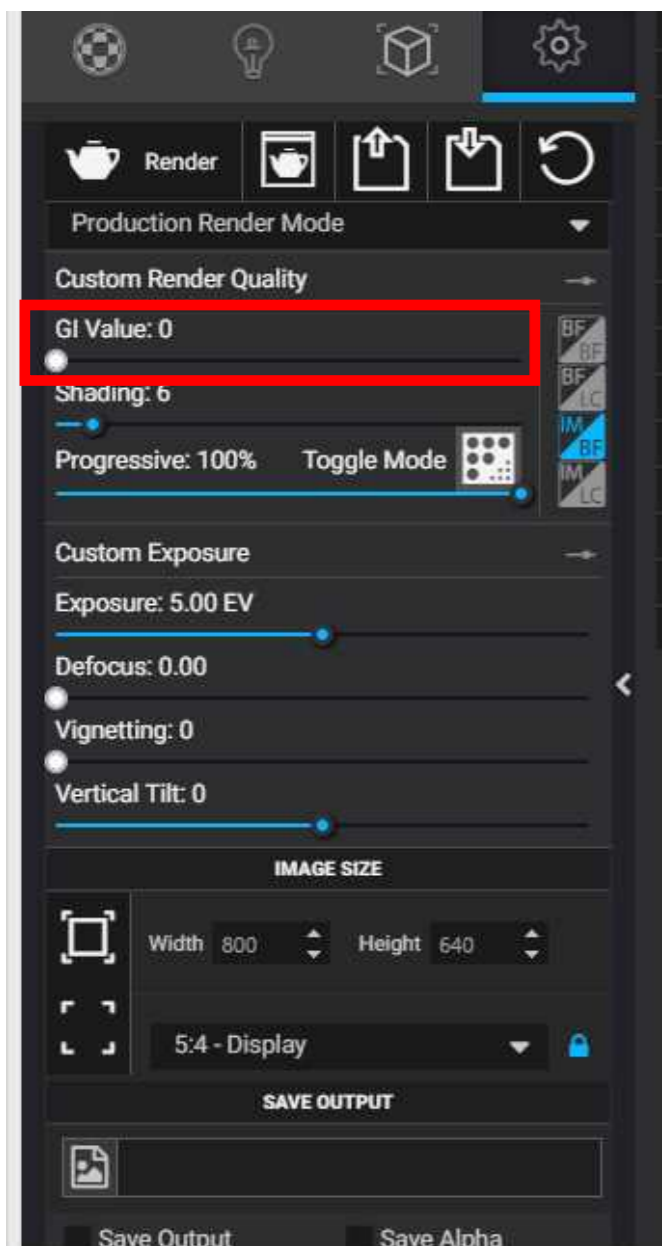 Render
Production Render Mode
Custom Render Quality
GI Value: 0
BF
BF
Shading: 6
BF
LC
Progressive: 100% Toggle Mode
IM
BF
IM
LC
Custom Exposure
Exposure: 5.00 EV
Defocus: 0.00
Vignetting: 0
Vertical Tilt: 0
IMAGE SIZE
Width 800 Height 640
5:4 - Display
SAVE OUTPUT
Save Output Save Alpha